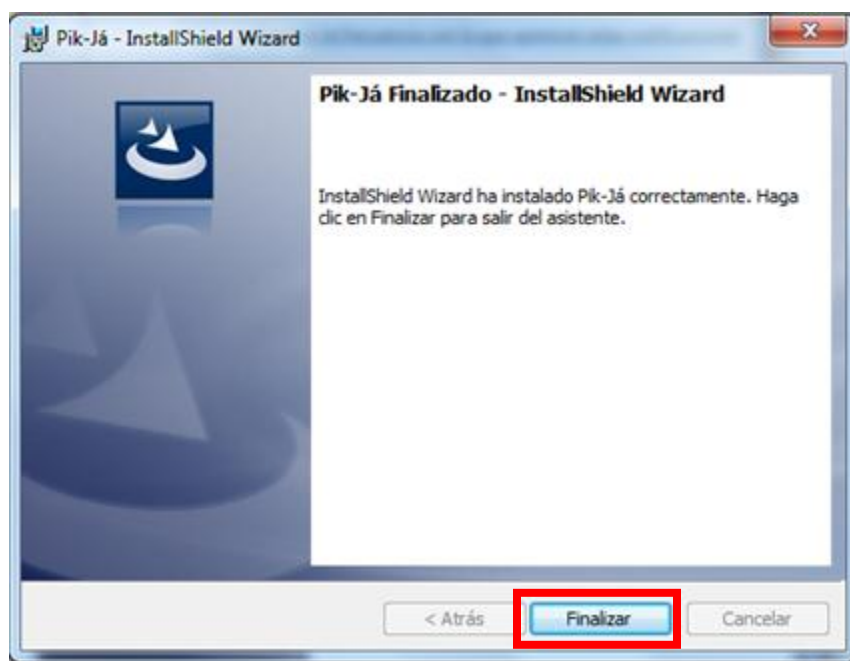 Pik-Já - InstallShield Wizard
Pik-Já Finalizado - InstallShield Wizard
InstallShield Wizard ha instalado Pik-Já correctamente. Haga
clic en Finalizar para salir del asistente.
< Atrás Finalizar Cancelar